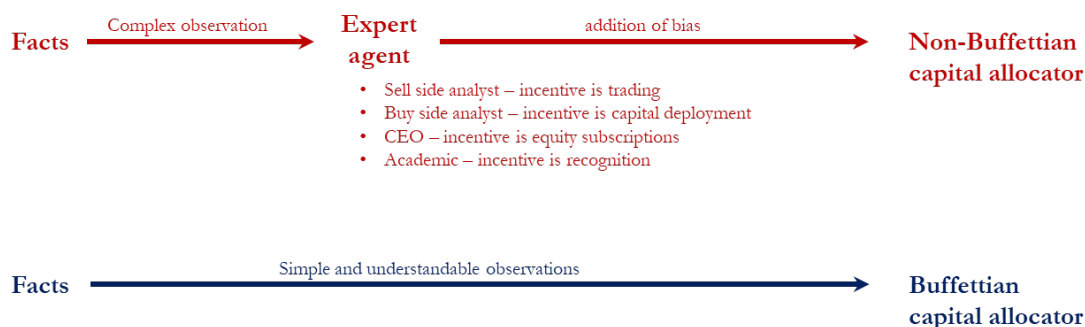 Facts
Complex observation
Expert
agent
addition of bias
Non-Buffettian
capital allocator
• Sell side analyst – incentive is trading
• Buy side analyst – incentive is capital deployment
• CEO – incentive is equity subscriptions
• Academic – incentive is recognition
Facts
Simple and understandable observations
Buffettian
capital allocator